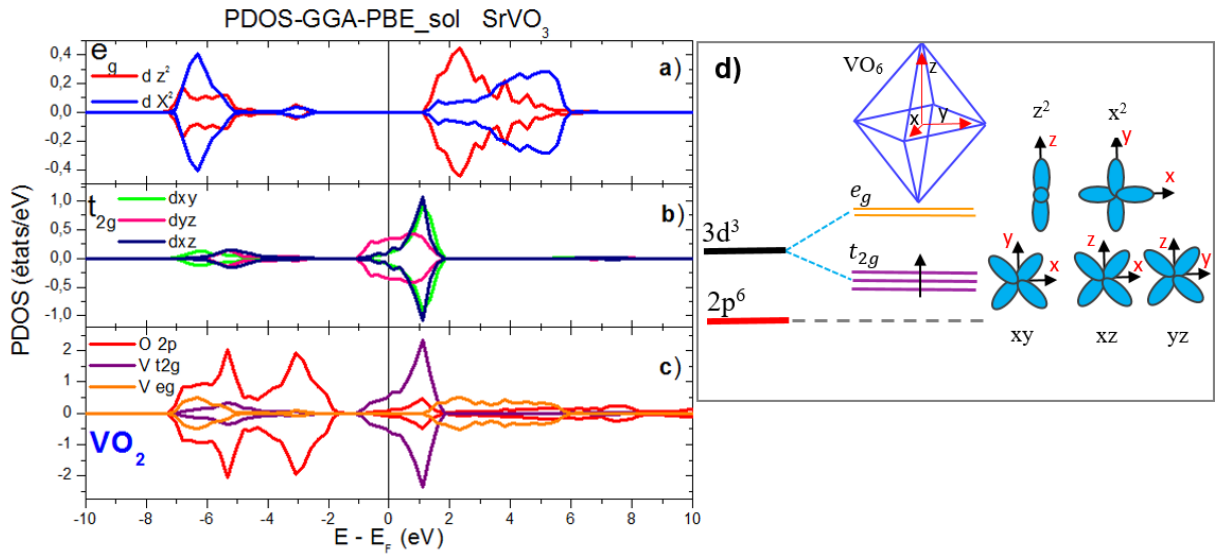 PDOS-GGA-PBE_sol SrVO3
PDOS (états/eV)
eg
d z²
d X²
a)
0,4
0,2
0,0
0,2
0,4
t2g
dxy
dyz
dxz
b)
1,0
0,5
0,0
-0,5
-1,0
O 2p
V t2g
V eg
c)
2
1
0
-1
-2
VO2
-10 -8 -6 -4 -2 0 2 4 6 8 10
E - EF (eV)
d)
VO6
z
x y
z²
z
x²
y
x
eg
3d³
t2g
2p⁶
y
x
z
x
z
y
xy xz yz